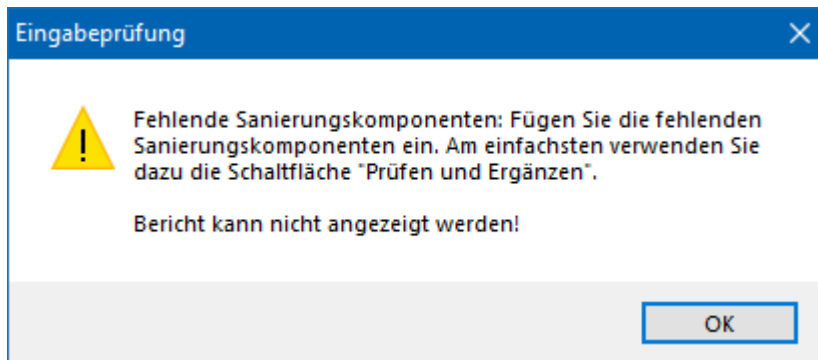 Eingabeprüfung
Fehlende Sanierungskomponenten: Fügen Sie die fehlenden
Sanierungskomponenten ein. Am einfachsten verwenden Sie
dazu die Schaltfläche "Prüfen und Ergänzen".
Bericht kann nicht angezeigt werden!
OK